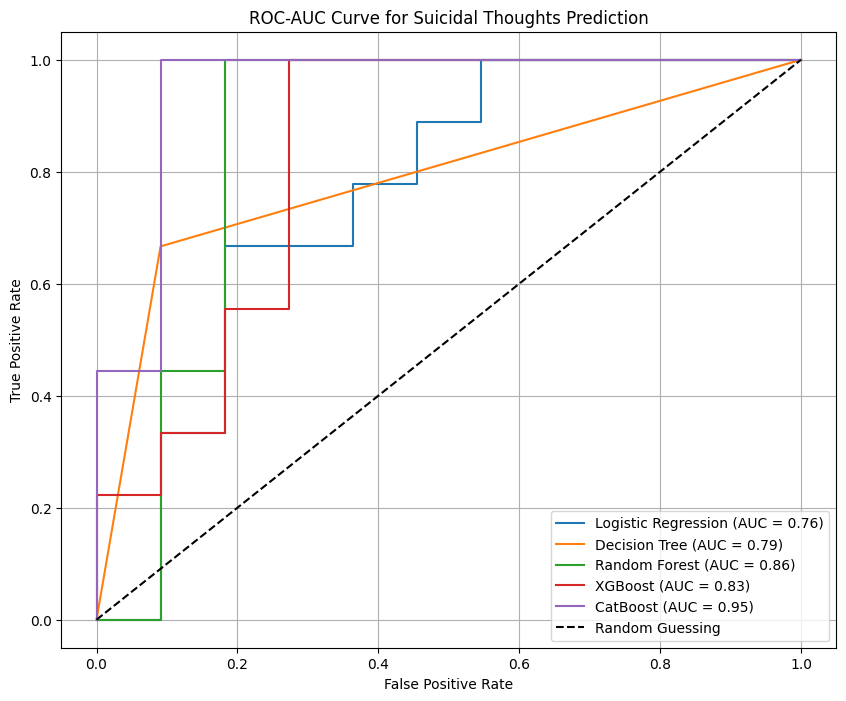 ROC-AUC Curve for Suicidal Thoughts Prediction
True Positive Rate
1.0
0.8
0.6
0.4
0.2
0.0
Logistic Regression (AUC = 0.76)
Decision Tree (AUC = 0.79)
Random Forest (AUC = 0.86)
XGBoost (AUC = 0.83)
CatBoost (AUC = 0.95)
Random Guessing
0.0 0.2 0.4 0.6 0.8 1.0
False Positive Rate